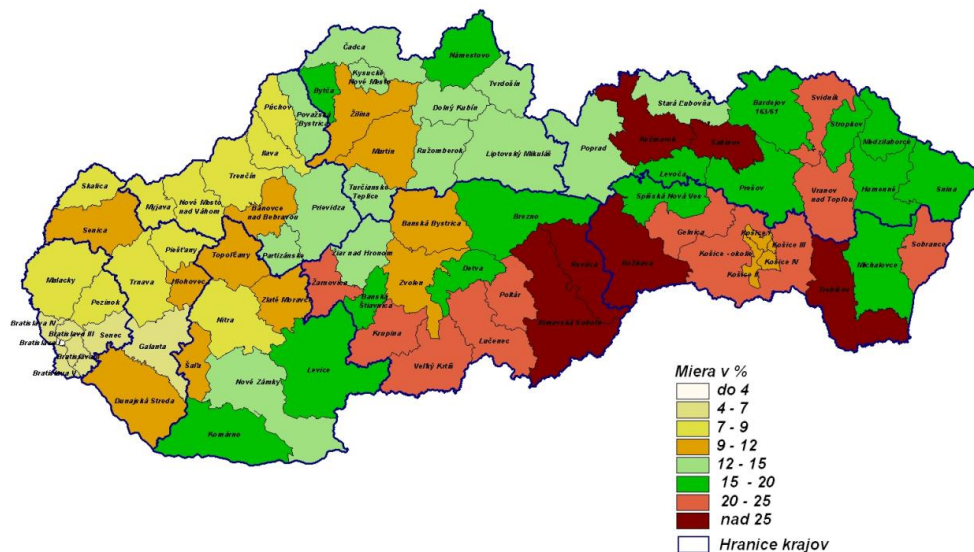 Čadca
Námestovo
Kysucké
Nové Mesto
Bytča
Tvrdošín
Púchov
Považská
Bystrica
Žilina
Dolný Kubín
Stará Ľubovňa
Bardejov
163/61
Svidník
Stropkov
Medzilaborce
Ilava
Martin
Ružomberok
Liptovský Mikuláš
Poprad
Kežmarok
Sabinov
Levoča
Prešov
Humenné
Snina
Trenčín
Skalica
Myjava
Nové Mesto
nad Váhom
Bánovce
nad Bebravou
Prievidza
Turčianske
Teplice
Spišská Nová Ves
Vranov
nad Topľou
Senica
Piešťany
Topoľčany
Partizánske
Žiar nad Hronom
Banská Bystrica
Brezno
Gelnica
Košice I
Košice III
Košice - okolie
Košice II
Košice IV
Sobrance
Michalovce
Malacky
Trnava
Hlohovec
Zlaté Moravce
Žarnovica
Banská
Štiavnica
Zvolen
Detva
Revúca
Rožňava
Trebišov
Pezinok
Nitra
Poltár
Rimavská Sobota
Bratislava IV
Bratislava III
Senec
Galanta
Bratislava V
Šaľa
Krupina
Lučenec
Levice
Veľký Krtíš
Nové Zámky
Dunajská Streda
Komárno
Miera v %
do 4
4 - 7
7 - 9
9 - 12
12 - 15
15 - 20
20 - 25
nad 25
Hranice krajov